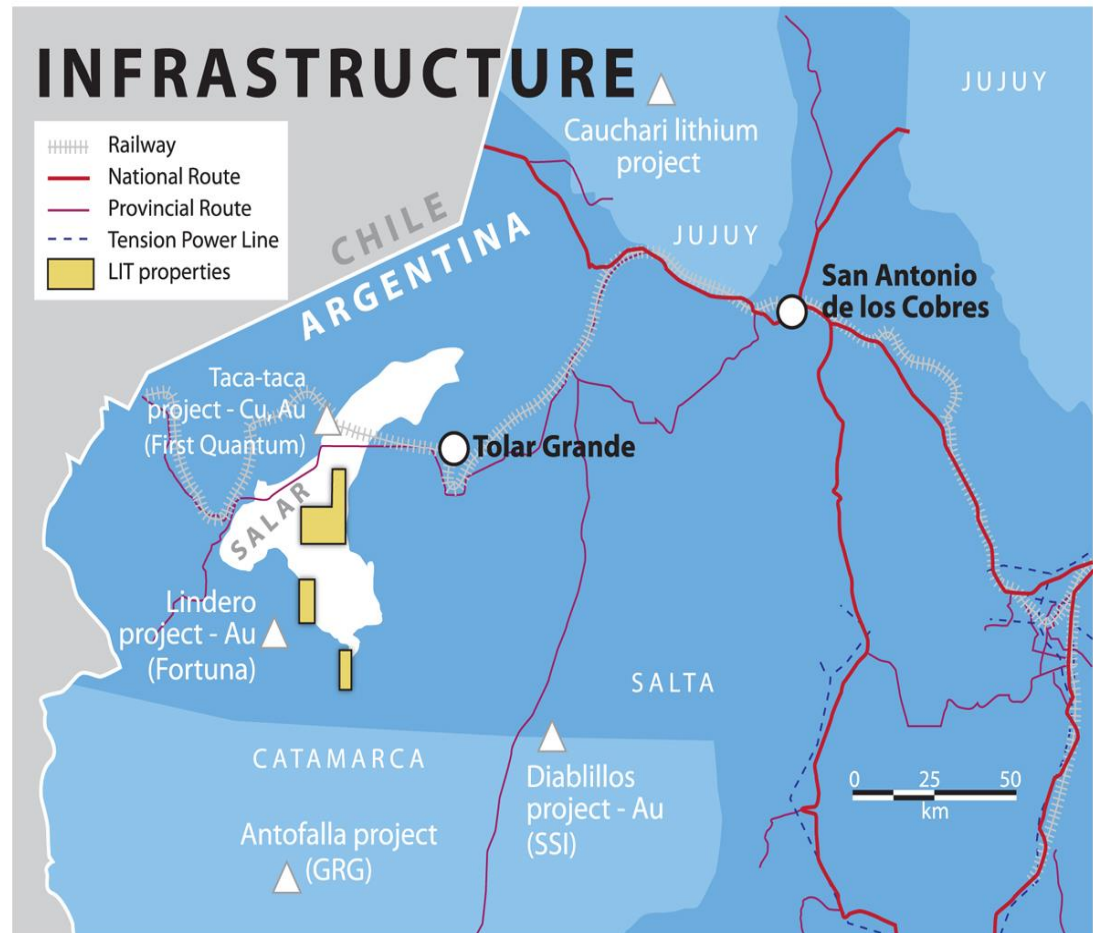 INFRASTRUCTURE
Railway
National Route
Provincial Route
Tension Power Line
LIT properties
CHILE
ARGENTINA
Cauchari lithium
project
JUJUY
JUJUY
San Antonio
de los Cobres
Taca-taca
project - Cu, Au
(First Quantum)
Tolar Grande
SALAR
Lindero
project - Au
(Fortuna)
SALTA
CATAMARCA
Diablillos
project - Au
(SSI)
Antofalla project
(GRG)
0 25 50
km